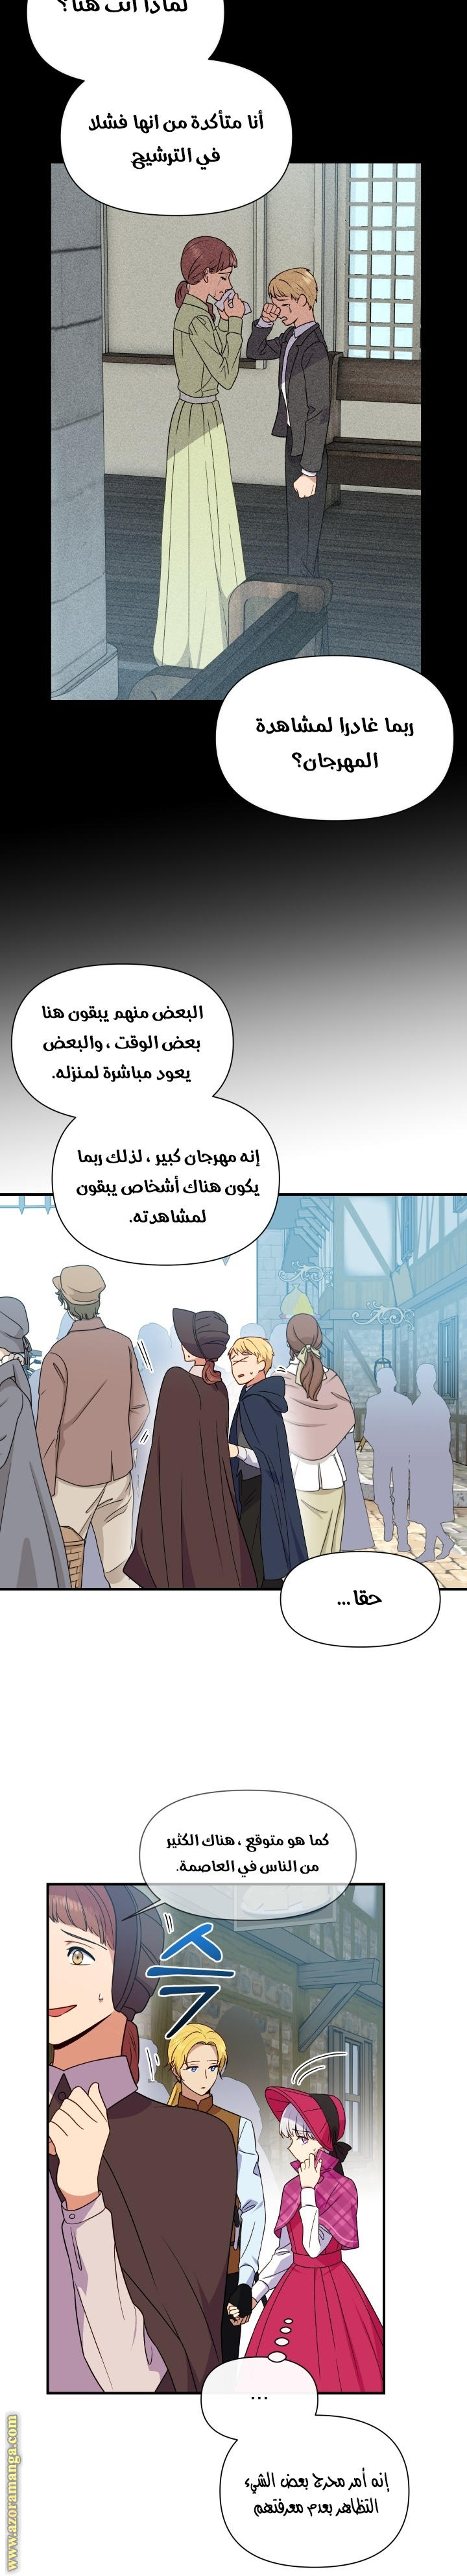 لماذا أنت هنا؟
أنا متأكدة من انها فشلا
في الترشيح
ربما غادرا لمشاهدة
المهرجان؟
البعض منهم يبقون هنا
بعض الوقت ، والبعض
يعود مباشرة لمنزله.
إنه مهرجان كبير ، لذلك ربما
يكون هناك أشخاص يبقون
لمشاهدته.
حقا...
كما هو متوقع ، هناك الكثير
من الناس في العاصمة.
슥
...
إنه أمر محرج بعض الشيء
التظاهر بعدم معرفتهم
www.azoramanga.com